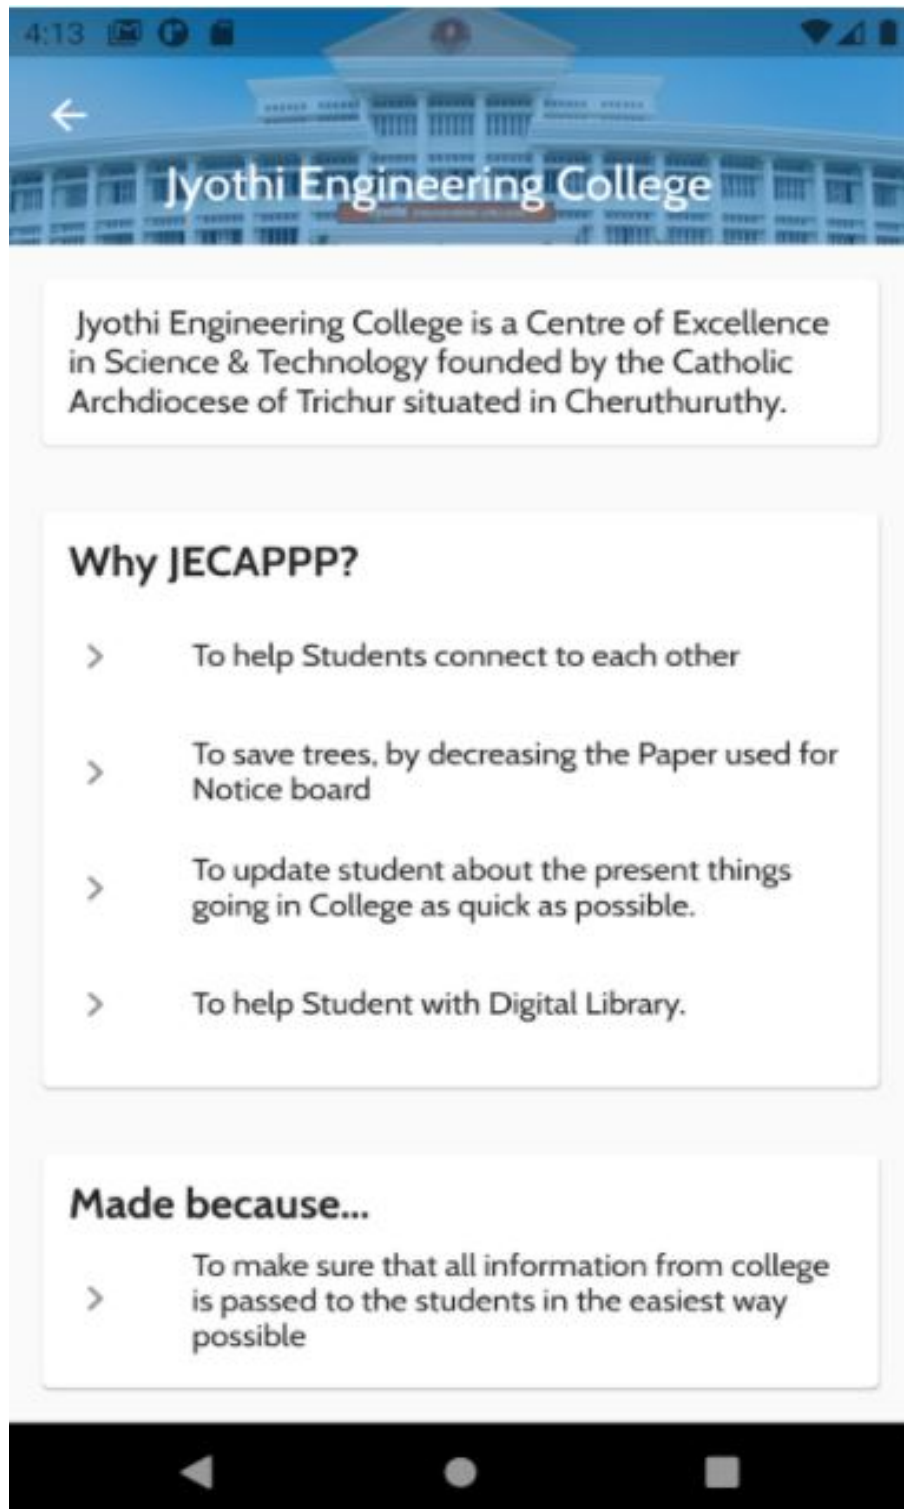 4:13
Jyothi Engineering College
Jyothi Engineering College is a Centre of Excellence
in Science & Technology founded by the Catholic
Archdiocese of Trichur situated in Cheruthuruthy.
Why JECAPPP?
To help Students connect to each other
To save trees, by decreasing the Paper used for
Notice board
To update student about the present things
going in College as quick as possible.
To help Student with Digital Library.
Made because...
To make sure that all information from college
is passed to the students in the easiest way
possible